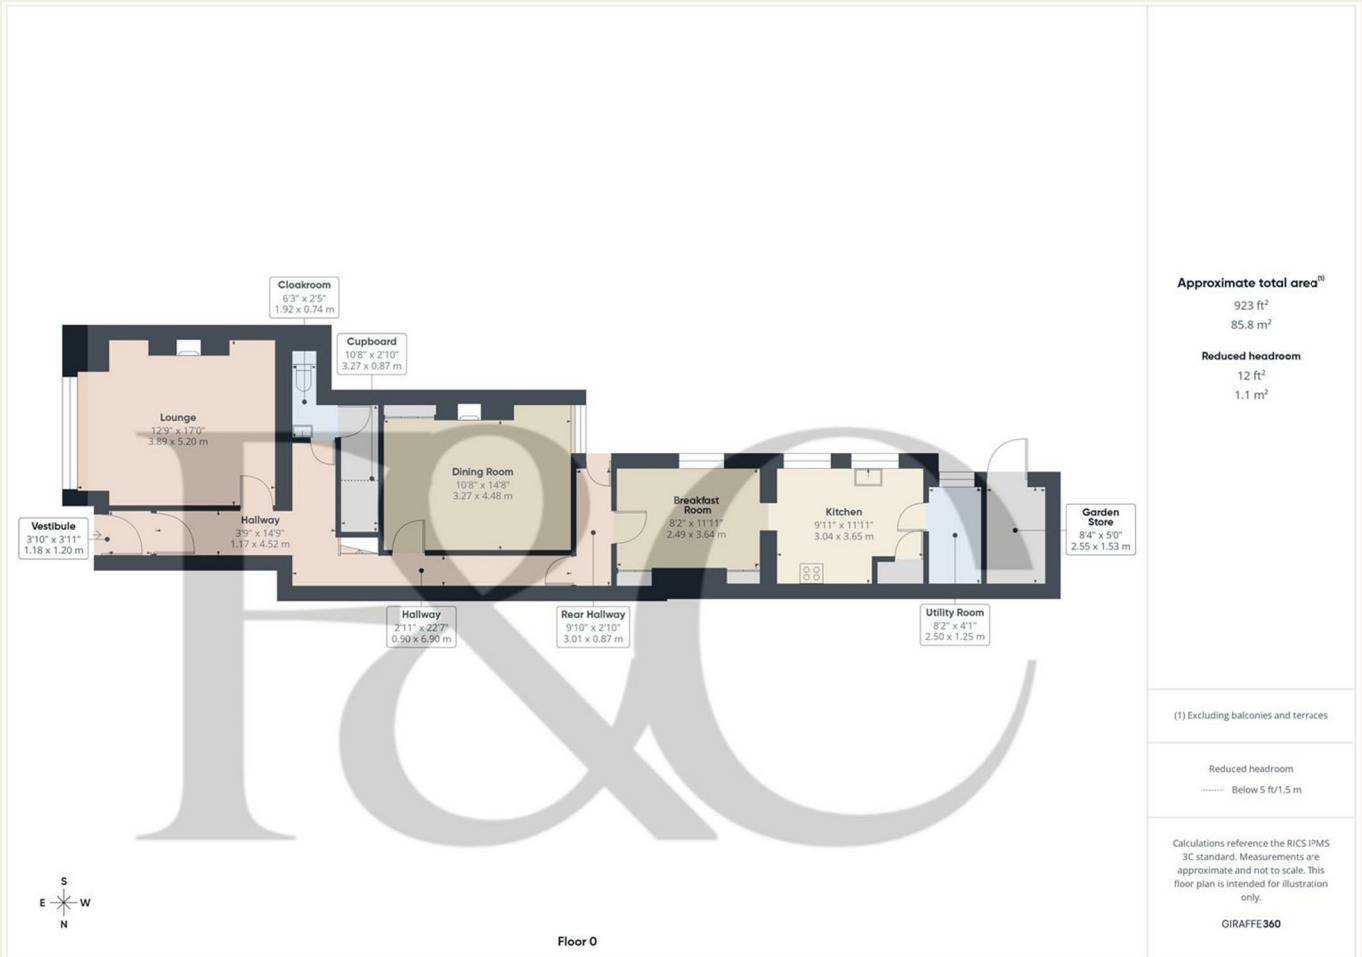 Cloakroom
6'3" x 2'5"
1.92 x 0.74 m
Cupboard
10'8" x 2'10"
3.27 x 0.87 m
Lounge
12'9" x 17'0"
3.89 x 5.20 m
Dining Room
10'8" x 14'8"
3.27 x 4.48 m
Breakfast
Room
8'2" x 11'11"
2.49 x 3.64 m
Kitchen
9'11" x 11'11"
3.04 x 3.65 m
Garden
Store
8'4" x 5'0"
2.55 x 1.53 m
Vestibule
3'10" x 3'11"
1.18 x 1.20 m
Hallway
3'9" x 14'9"
1.17 x 4.52 m
Hallway
2'11" x 22'7"
0.90 x 6.90 m
Rear Hallway
9'10" x 2'10"
3.01 x 0.87 m
Utility Room
8'2" x 4'1"
2.50 x 1.25 m
F&C
S
E W
N
Floor 0
Approximate total area(1)
923 ft²
85.8 m²
Reduced headroom
12 ft²
1.1 m²
(1) Excluding balconies and terraces
Reduced headroom
Below 5 ft/1.5 m
Calculations reference the RICS IPMS
3C standard. Measurements are
approximate and not to scale. This
floor plan is intended for illustration
only.
GIRAFFE360